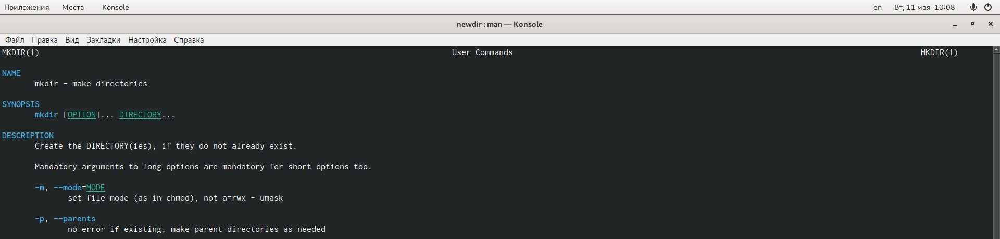 Приложения Места Konsole en Вт, 11 мая 10:08
newdir : man — Konsole
Файл Правка Вид Закладки Настройка Справка
MKDIR(1) User Commands MKDIR(1)
NAME
mkdir - make directories
SYNOPSIS
mkdir [OPTION]... DIRECTORY...
DESCRIPTION
Create the DIRECTORY(ies), if they do not already exist.
Mandatory arguments to long options are mandatory for short options too.
-m, --mode=MODE
set file mode (as in chmod), not a=rwx - umask
-p, --parents
no error if existing, make parent directories as needed